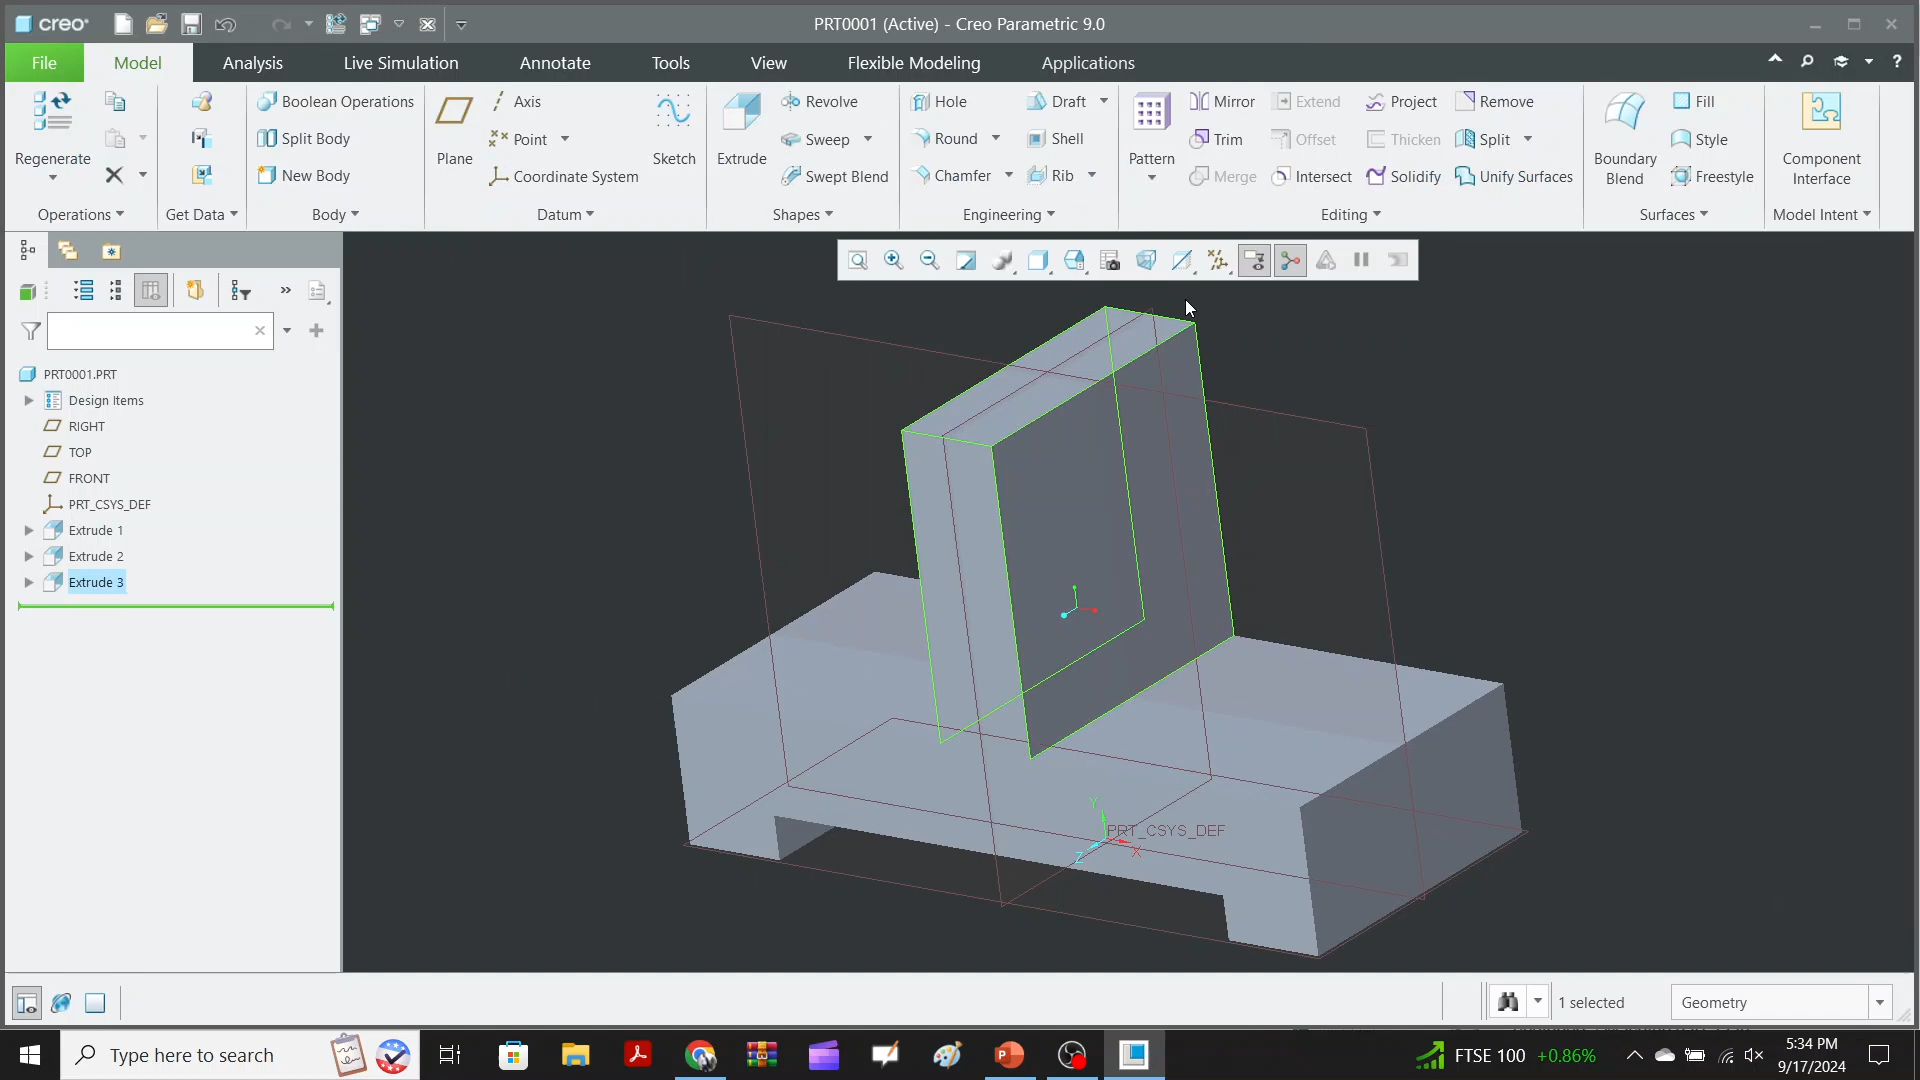 creo
PRT0001 (Active) - Creo Parametric 9.0
File
Model
Analysis
Live Simulation
Annotate
Tools
View
Flexible Modeling
Applications
Regenerate
Operations
Get Data
Boolean Operations
Split Body
New Body
Body
Plane
Axis
Point
Coordinate System
Sketch
Datum
Extrude
Revolve
Sweep
Swept Blend
Shapes
Hole
Round
Chamfer
Draft
Shell
Rib
Engineering
Pattern
Mirror
Trim
Merge
Extend
Offset
Intersect
Project
Thicken
Solidify
Remove
Split
Unify Surfaces
Editing
Boundary
Blend
Fill
Style
Freestyle
Surfaces
Component
Interface
Model Intent
PRT0001.PRT
Design Items
RIGHT
TOP
FRONT
PRT_CSYS_DEF
Extrude 1
Extrude 2
Extrude 3
Y
PRT_CSYS_DEF
Z
X
1 selected
Geometry
Type here to search
FTSE 100 +0.86%
5:34 PM
9/17/2024